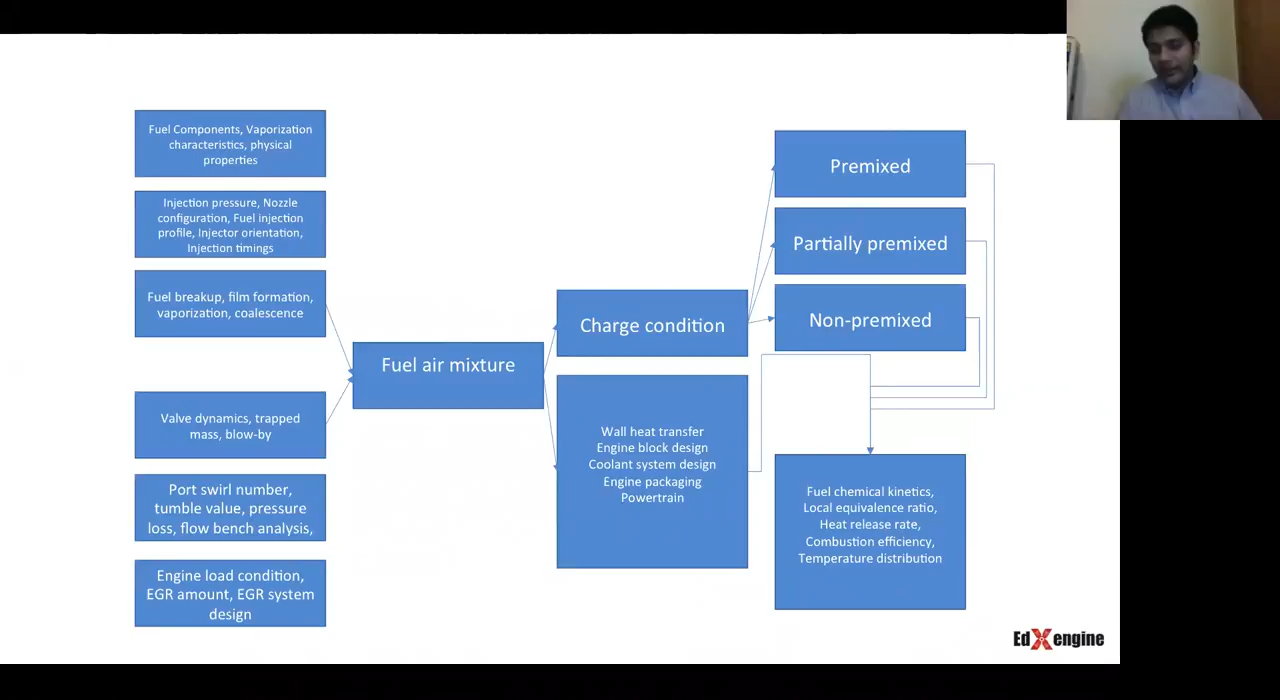 Fuel Components, Vaporization
characteristics, physical
properties
Injection pressure, Nozzle
configuration, Fuel injection
profile, Injector orientation,
Injection timings
Fuel breakup, film formation,
vaporization, coalescence
Valve dynamics, trapped
mass, blow-by
Port swirl number,
tumble value, pressure
loss, flow bench analysis,
Engine load condition,
EGR amount, EGR system
design
Fuel air mixture
Charge condition
Wall heat transfer
Engine block design
Coolant system design
Engine packaging
Powertrain
Premixed
Partially premixed
Non-premixed
Fuel chemical kinetics,
Local equivalence ratio,
Heat release rate,
Combustion efficiency,
Temperature distribution
EdXengine